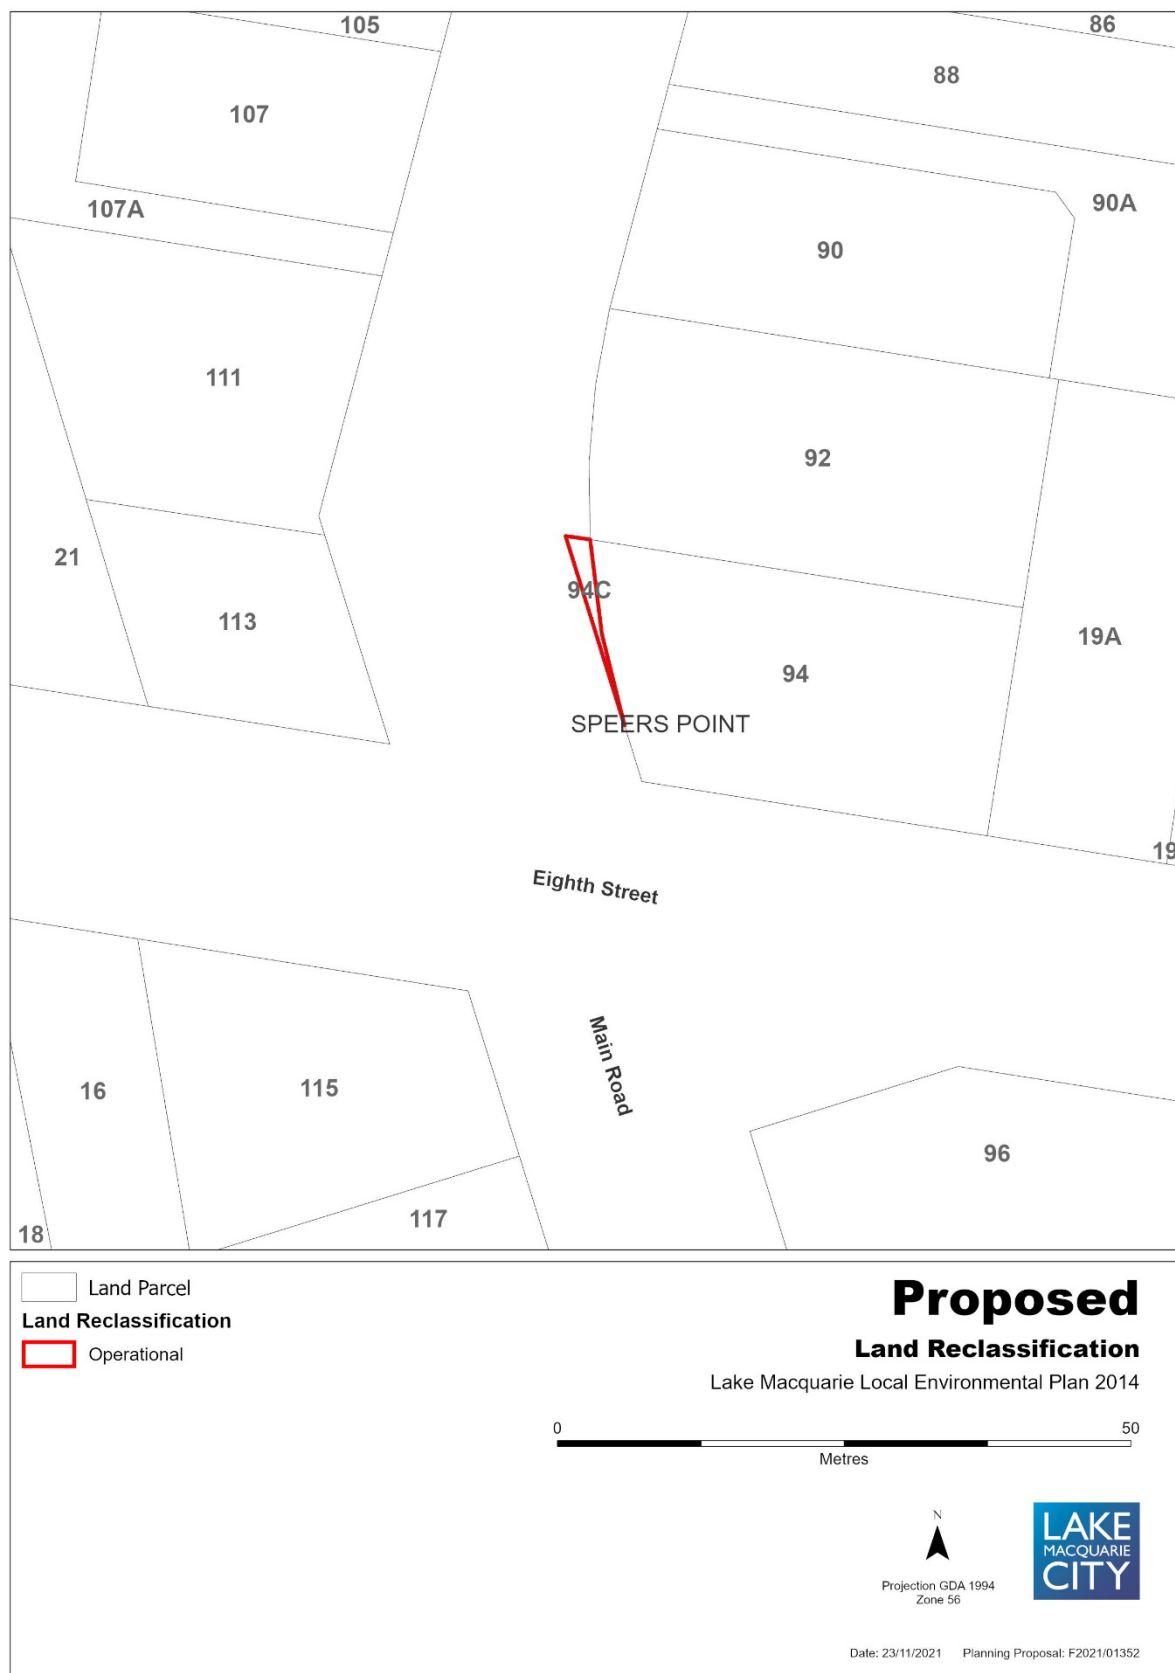 105
86
88
107
90A
107A
90
111
92
21
94C
113
19A
94
SPEERS POINT
19
Eighth Street
Main Road
16
115
96
117
18
Land Parcel
Land Reclassification
Operational
Proposed
Land Reclassification
Lake Macquarie Local Environmental Plan 2014
0 50
Metres
N
Projection GDA 1994
Zone 56
LAKE
MACQUARIE
CITY
Date: 23/11/2021 Planning Proposal: F2021/01352